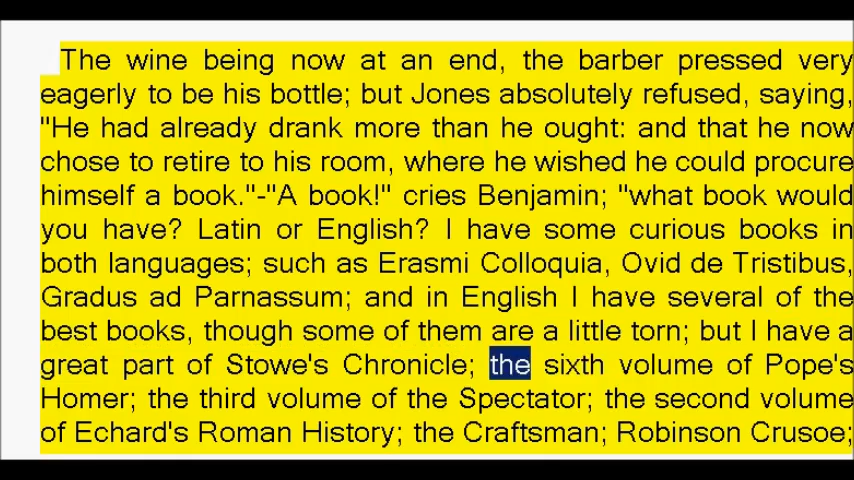 The wine being now at an end, the barber pressed very
eagerly to be his bottle; but Jones absolutely refused, saying,
"He had already drank more than he ought: and that he now
chose to retire to his room, where he wished he could procure
himself a book."-"A book!" cries Benjamin; "what book would
you have? Latin or English? I have some curious books in
both languages; such as Erasmi Colloquia, Ovid de Tristibus,
Gradus ad Parnassum; and in English I have several of the
best books, though some of them are a little torn; but I have a
great part of Stowe's Chronicle; the sixth volume of Pope's
Homer; the third volume of the Spectator; the second volume
of Echard's Roman History; the Craftsman; Robinson Crusoe;